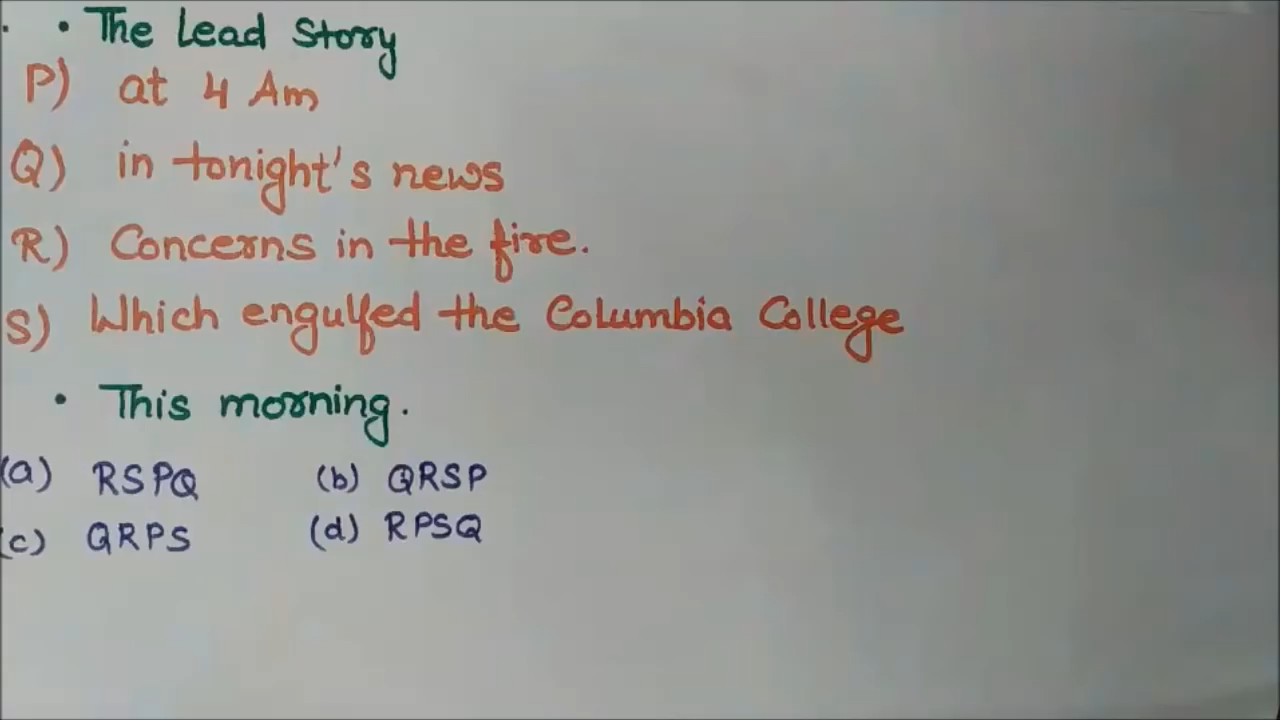 • The Lead Story
P) at 4 Am
Q) in tonight's news
R) Concerns in the fire.
S) Which engulfed the Columbia College
• This morning.
(a) RSPQ (b) QRSP
(c) QRPS (d) RPSQ